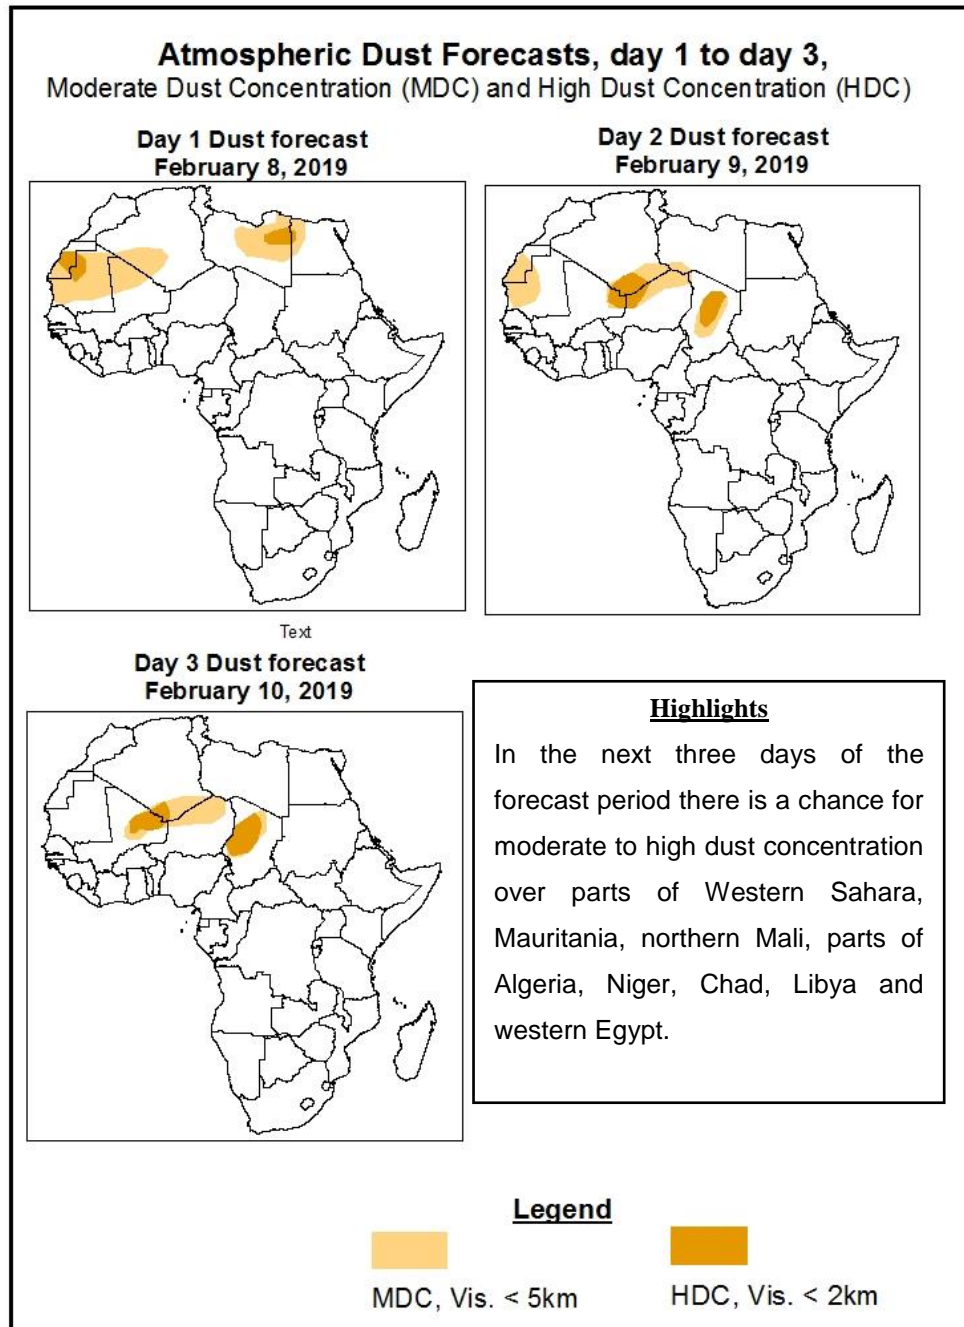 Atmospheric Dust Forecasts, day 1 to day 3,
Moderate Dust Concentration (MDC) and High Dust Concentration (HDC)
Day 1 Dust forecast
February 8, 2019
Day 2 Dust forecast
February 9, 2019
Text
Day 3 Dust forecast
February 10, 2019
Highlights
In the next three days of the
forecast period there is a chance for
moderate to high dust concentration
over parts of Western Sahara,
Mauritania, northern Mali, parts of
Algeria, Niger, Chad, Libya and
western Egypt.
Legend
MDC, Vis. < 5km
HDC, Vis. < 2km